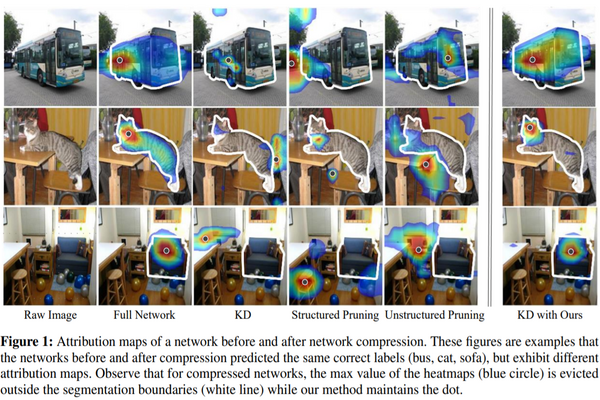 Raw Image Full Network KD Structured Pruning Unstructured Pruning KD with Ours
Figure 1: Attribution maps of a network before and after network compression. These figures are examples that
the networks before and after compression predicted the same correct labels (bus, cat, sofa), but exhibit different
attribution maps. Observe that for compressed networks, the max value of the heatmaps (blue circle) is evicted
outside the segmentation boundaries (white line) while our method maintains the dot.